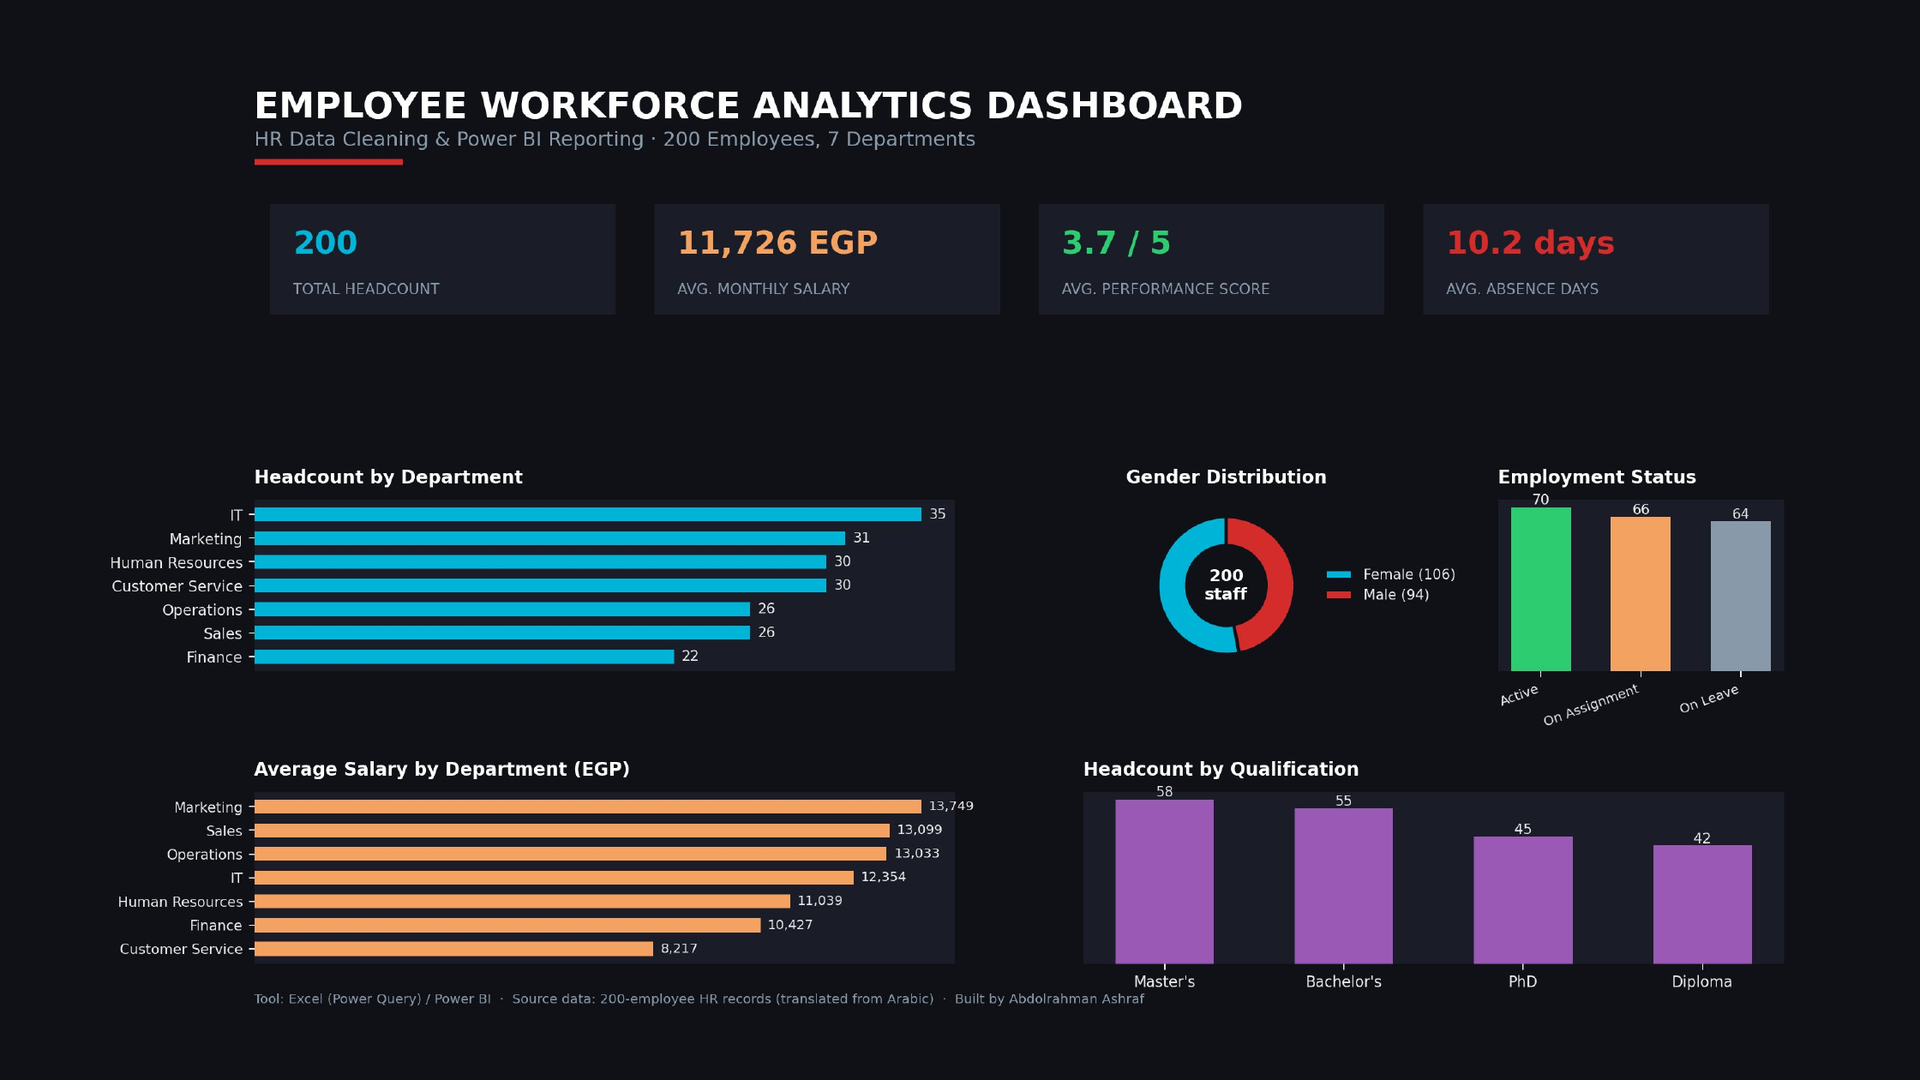 EMPLOYEE WORKFORCE ANALYTICS DASHBOARD
HR Data Cleaning & Power BI Reporting · 200 Employees, 7 Departments
200
TOTAL HEADCOUNT
11,726 EGP
AVG. MONTHLY SALARY
3.7 / 5
AVG. PERFORMANCE SCORE
10.2 days
AVG. ABSENCE DAYS
Headcount by Department
IT 35
Marketing 31
Human Resources 30
Customer Service 30
Operations 26
Sales 26
Finance 22
Gender Distribution
200
staff
Female (106)
Male (94)
Employment Status
70 66 64
Active On Assignment On Leave
Average Salary by Department (EGP)
Marketing 13,749
Sales 13,099
Operations 13,033
IT 12,354
Human Resources 11,039
Finance 10,427
Customer Service 8,217
Headcount by Qualification
58 55 45 42
Master's Bachelor's PhD Diploma
Tool: Excel (Power Query) / Power BI · Source data: 200-employee HR records (translated from Arabic) · Built by Abdolrahman Ashraf